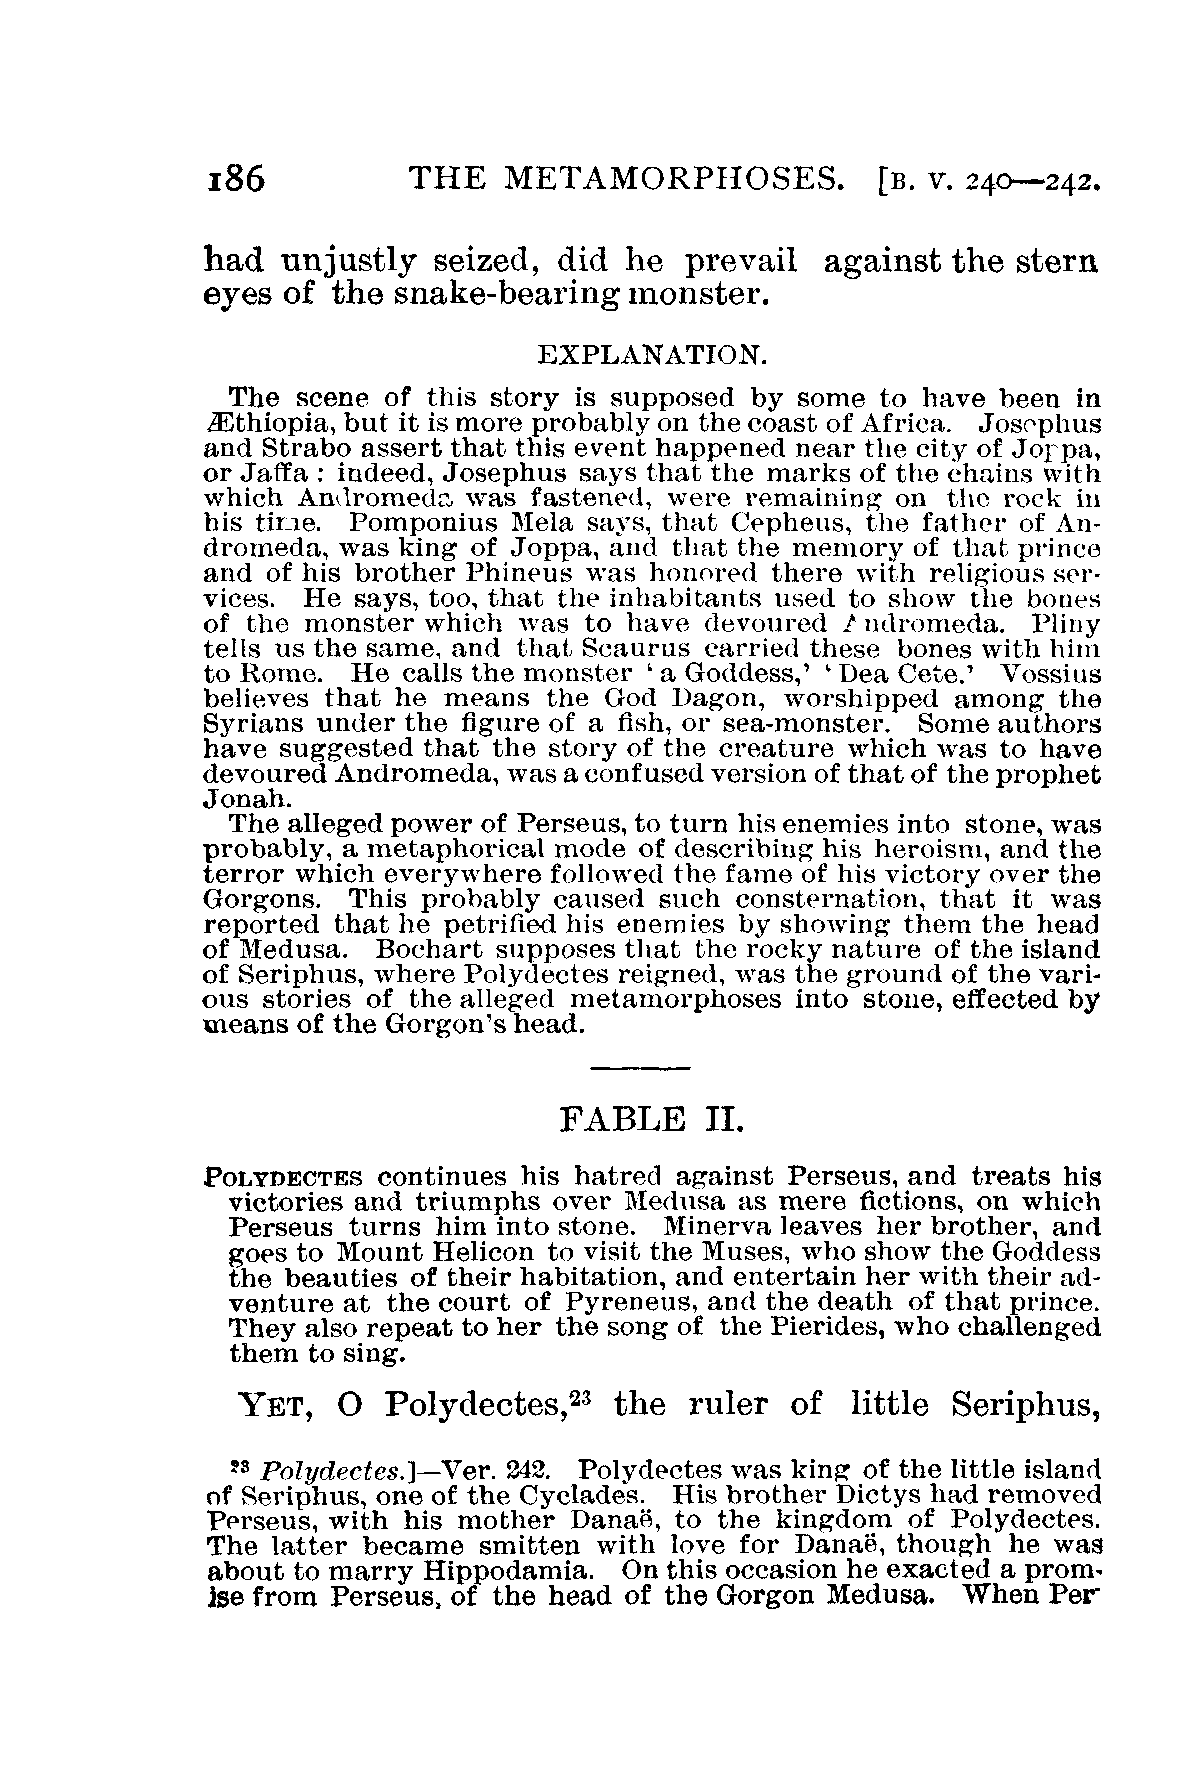 186 THE METAMORPHOSES. [B. V. 240—242.
had unjustly seized, did he prevail against the stern
eyes of the snake-bearing monster.
EXPLANATION.
The scene of this story is supposed by some to have been in
Æthiopia, but it is more probably on the coast of Africa. Josephus
and Strabo assert that this event happened near the city of Joppa,
or Jaffa : indeed, Josephus says that the marks of the chains with
which Andromeda was fastened, were remaining on the rock in
his time. Pomponius Mela says, that Cepheus, the father of An-
dromeda, was king of Joppa, and that the memory of that prince
and of his brother Phineus was honored there with religious ser-
vices. He says, too, that the inhabitants used to show the bones
of the monster which was to have devoured Andromeda. Pliny
tells us the same, and that Scaurus carried these bones with him
to Rome. He calls the monster ‘ a Goddess,’ ‘ Dea Cete.’ Vossius
believes that he means the God Dagon, worshipped among the
Syrians under the figure of a fish, or sea-monster. Some authors
have suggested that the story of the creature which was to have
devoured Andromeda, was a confused version of that of the prophet
Jonah.
The alleged power of Perseus, to turn his enemies into stone, was
probably, a metaphorical mode of describing his heroism, and the
terror which everywhere followed the fame of his victory over the
Gorgons. This probably caused such consternation, that it was
reported that he petrified his enemies by showing them the head
of Medusa. Bochart supposes that the rocky nature of the island
of Seriphus, where Polydectes reigned, was the ground of the vari-
ous stories of the alleged metamorphoses into stone, effected by
means of the Gorgon's head.
FABLE II.
POLYDECTES continues his hatred against Perseus, and treats his
victories and triumphs over Medusa as mere fictions, on which
Perseus turns him into stone. Minerva leaves her brother, and
goes to Mount Helicon to visit the Muses, who show the Goddess
the beauties of their habitation, and entertain her with their ad-
venture at the court of Pyreneus, and the death of that prince.
They also repeat to her the song of the Pierides, who challenged
them to sing.
YET, O Polydectes,²³ the ruler of little Seriphus,
²³ Polydectes.]—Ver. 242. Polydectes was king of the little island
of Seriphus, one of the Cyclades. His brother Dictys had removed
Perseus, with his mother Danaë, to the kingdom of Polydectes.
The latter became smitten with love for Danaë, though he was
about to marry Hippodamia. On this occasion he exacted a prom-
ise from Perseus, of the head of the Gorgon Medusa. When Per-